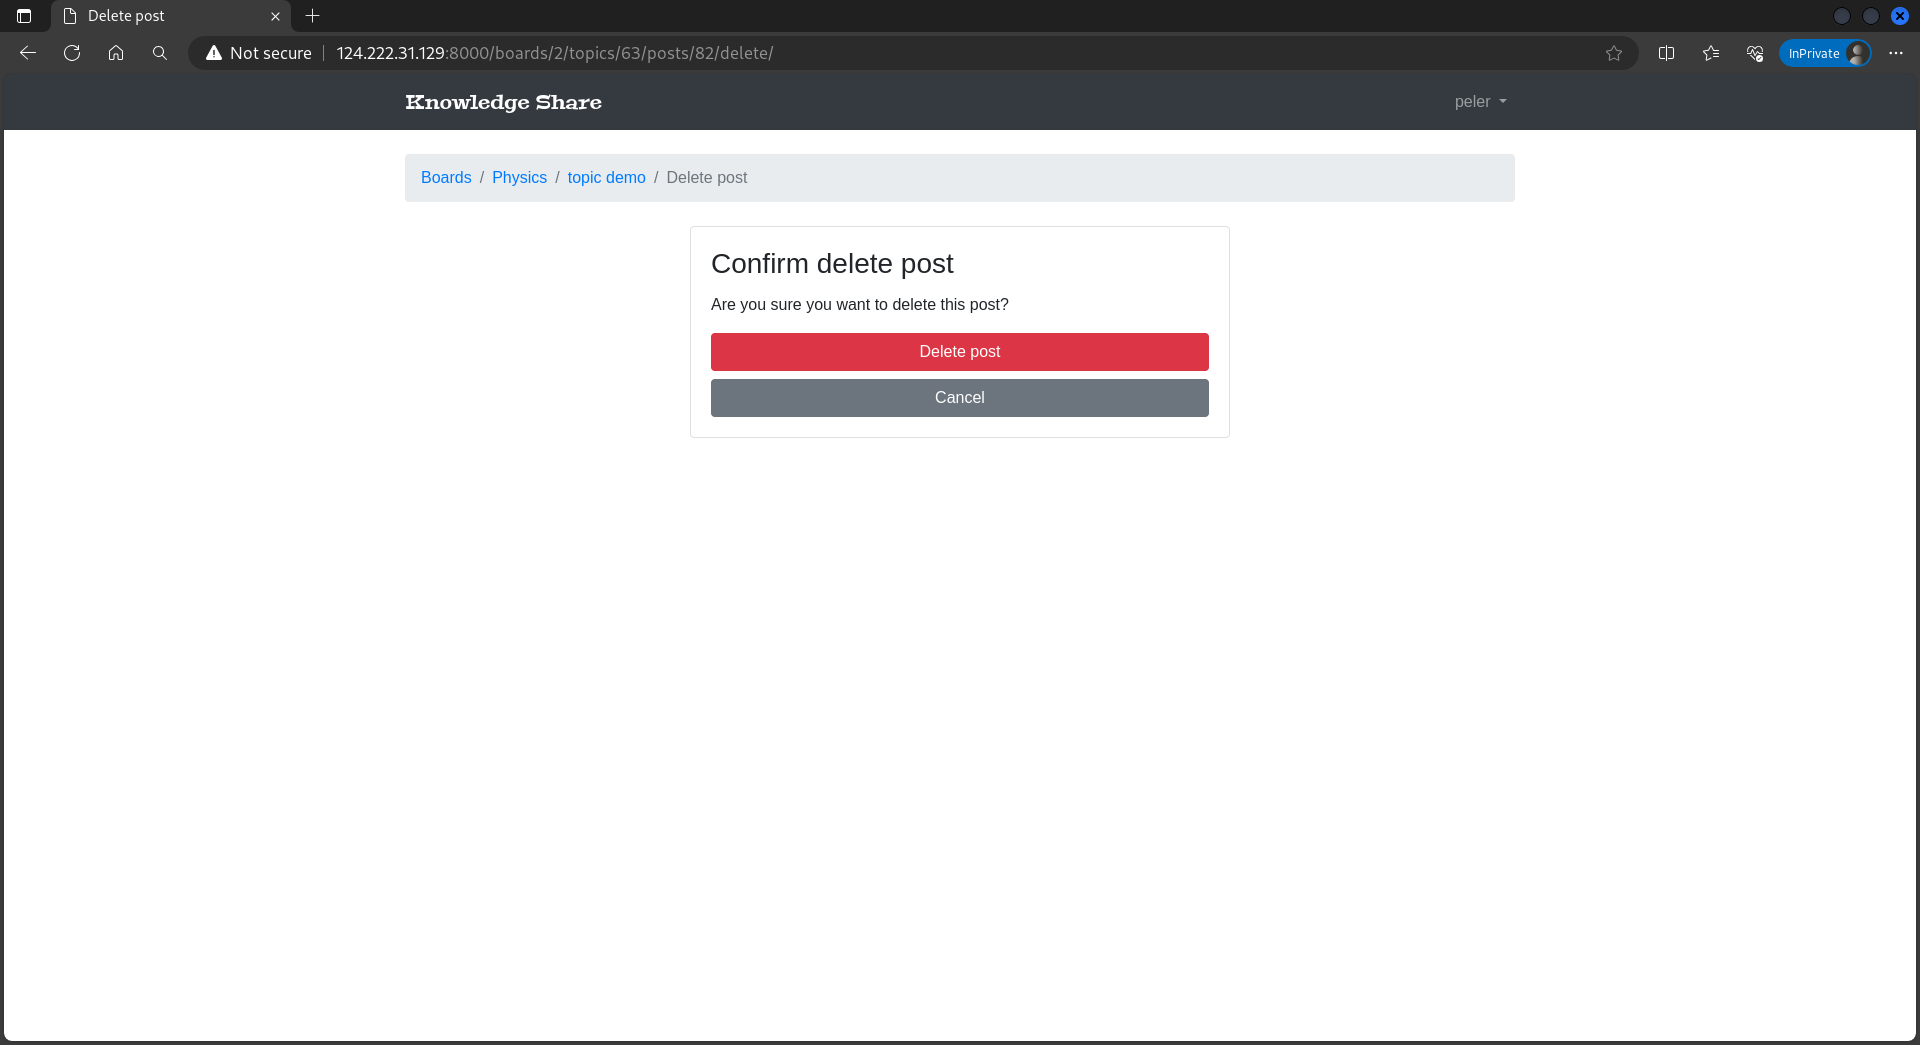 Delete post
Not secure 124.222.31.129:8000/boards/2/topics/63/posts/82/delete/ InPrivate
Knowledge Share peler
Boards / Physics / topic demo / Delete post
Confirm delete post
Are you sure you want to delete this post?
Delete post
Cancel